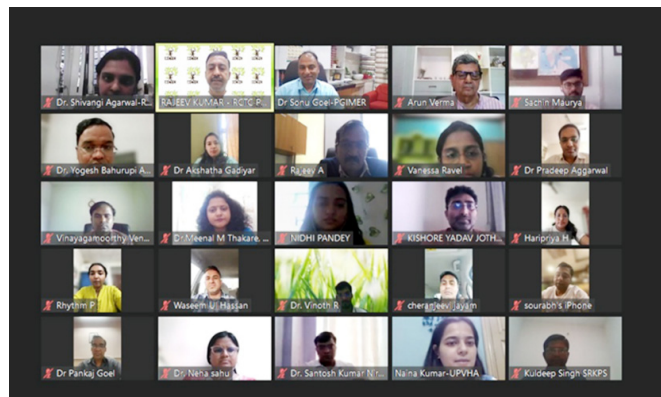 Dr. Shivangi Agarwal-R...
RAJEEV KUMAR - RCTC P...
Dr Sonu Goel-PGIMER
Arun Verma
Sachin Maurya
Dr. Yogesh Bahurupi A...
Dr Akshatha Gadiyar
Rajeev A
Vanessa Ravel
Dr Pradeep Aggarwal
Vinayagamoorthy Ven...
Dr Meenal M Thakare, ...
NIDHI PANDEY
KISHORE YADAV JOTH...
Haripriya H
Rhythm P
Waseem Ul Hassan
Dr. Vinoth R
cheranjeevi jayam
sourabh's iPhone
Dr Pankaj Goel
Dr. Neha sahu
Dr. Santosh Kumar Nir...
Naina Kumar-UPVHA
Kuldeep Singh SRKPS